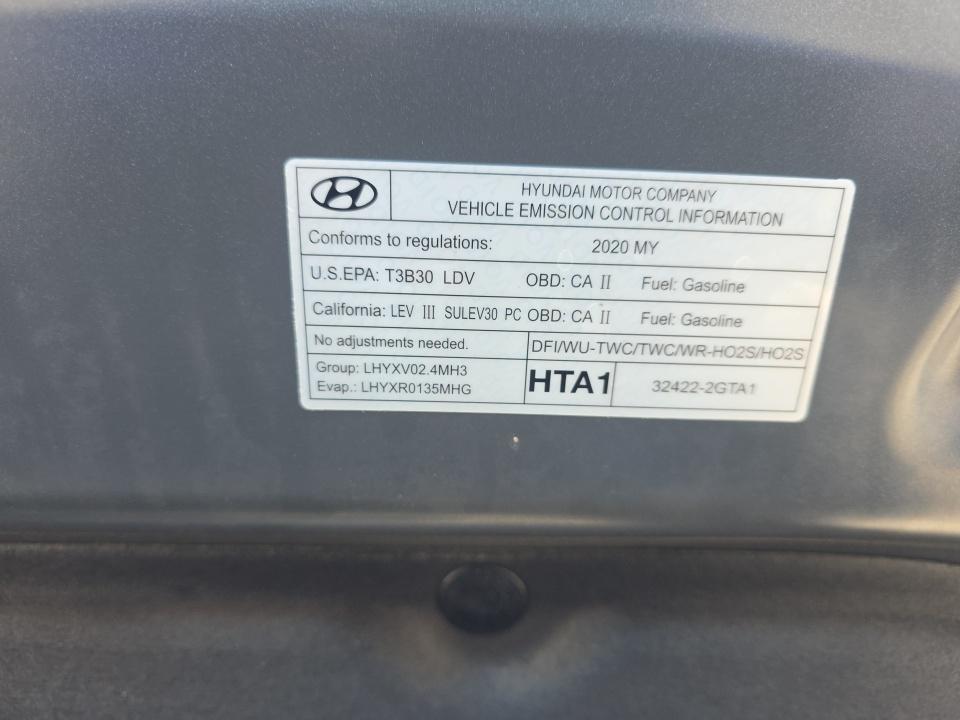 HYUNDAI MOTOR COMPANY
VEHICLE EMISSION CONTROL INFORMATION
Conforms to regulations: 2020 MY
U.S.EPA: T3B30 LDV OBD: CA II Fuel: Gasoline
California: LEV III SULEV30 PC OBD: CA II Fuel: Gasoline
No adjustments needed. DFI/WU-TWC/TWC/WR-HO2S/HO2S
Group: LHYXV02.4MH3
Evap.: LHYXR0135MHG
HTA1 32422-2GTA1